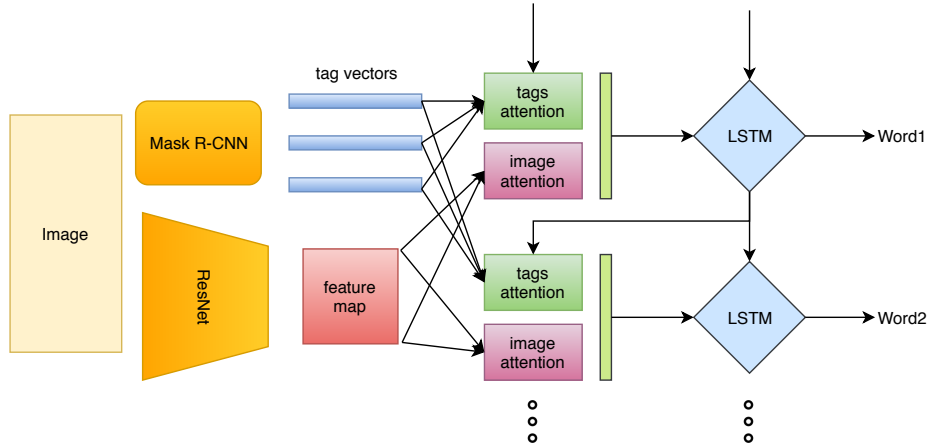 tag vectors
tags
attention
Mask R-CNN
LSTM
Word1
image
attention
Image
ResNet
feature
map
tags
attention
LSTM
Word2
image
attention